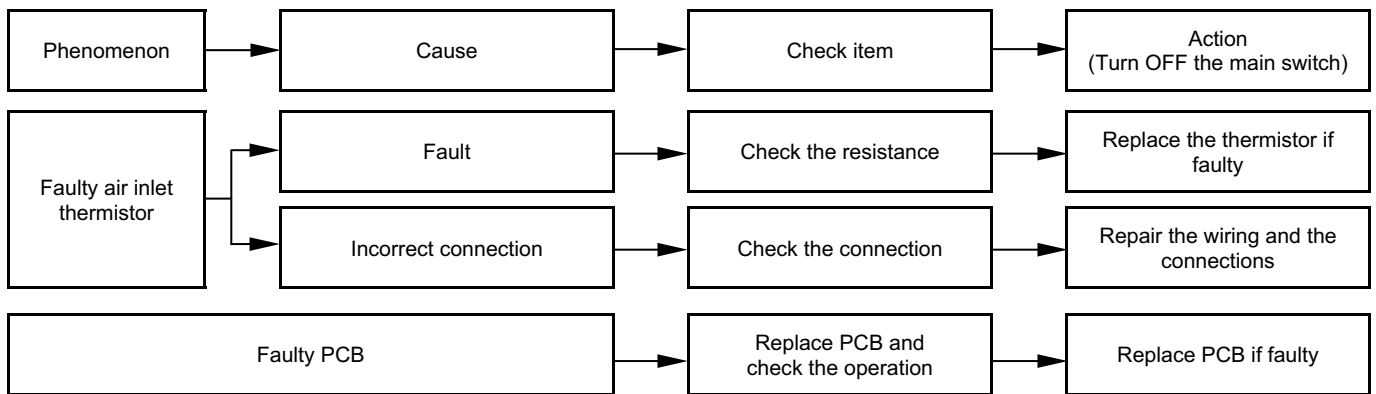 Phenomenon
Cause
Check item
Action
(Turn OFF the main switch)
Faulty air inlet
thermistor
Fault
Check the resistance
Replace the thermistor if
faulty
Incorrect connection
Check the connection
Repair the wiring and the
connections
Faulty PCB
Replace PCB and
check the operation
Replace PCB if faulty